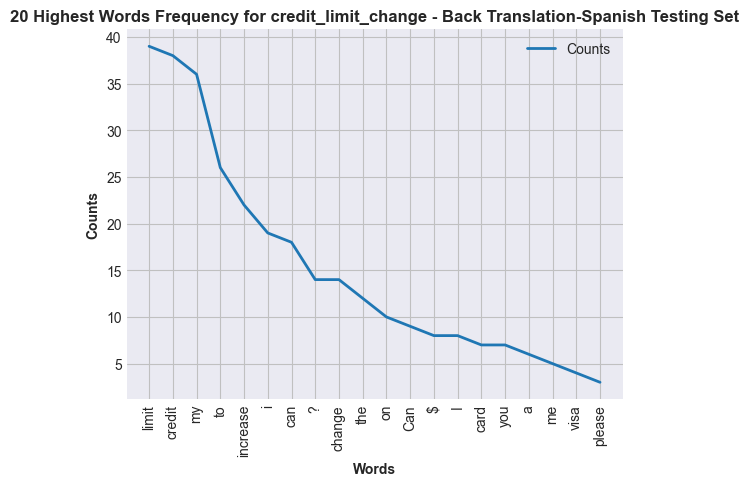 20 Highest Words Frequency for credit_limit_change - Back Translation-Spanish Testing Set
Counts
40
35
30
25
20
15
10
5
Counts
limit
credit
my
to
increase
i
can
?
change
the
on
Can
$
I
card
you
a
me
visa
please
Words